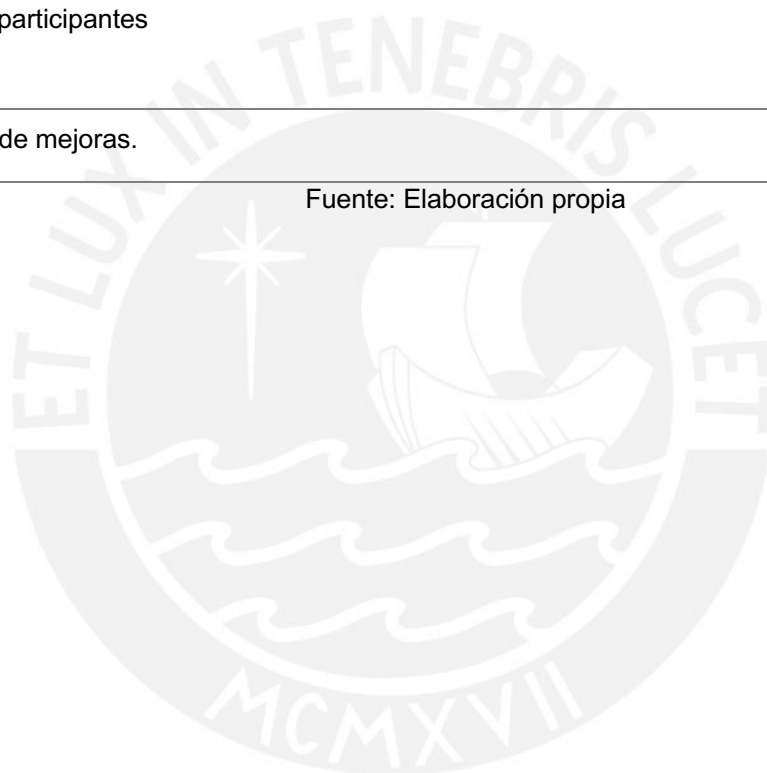 participantes
de mejoras.
Fuente: Elaboración propia
ET LUX IN TENEBRIS LUCET
MCMXVII